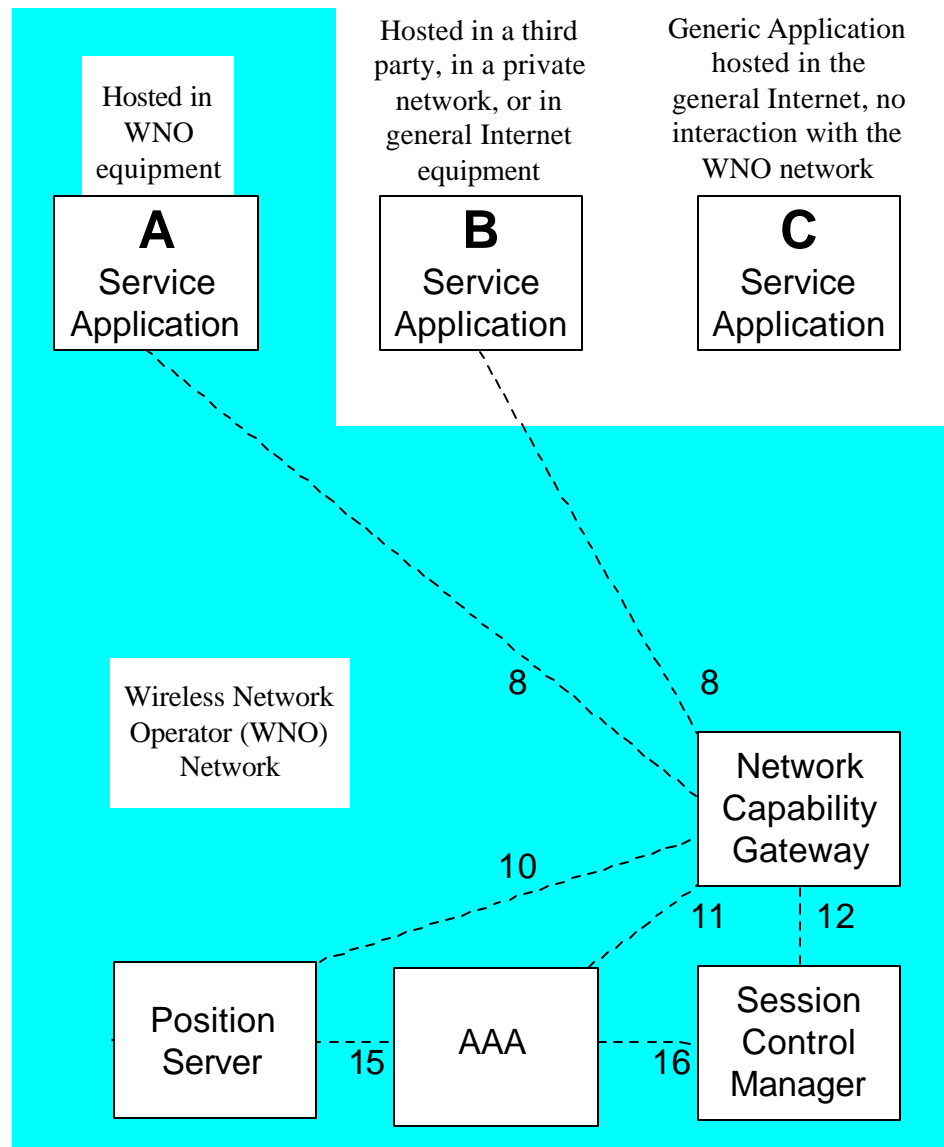 Hosted in
WNO
equipment
Hosted in a third
party, in a private
network, or in
general Internet
equipment
Generic Application
hosted in the
general Internet, no
interaction with the
WNO network
A
Service
Application
B
Service
Application
C
Service
Application
8
8
Wireless Network
Operator (WNO)
Network
Network
Capability
Gateway
10
11
12
Position
Server
15
AAA
16
Session
Control
Manager